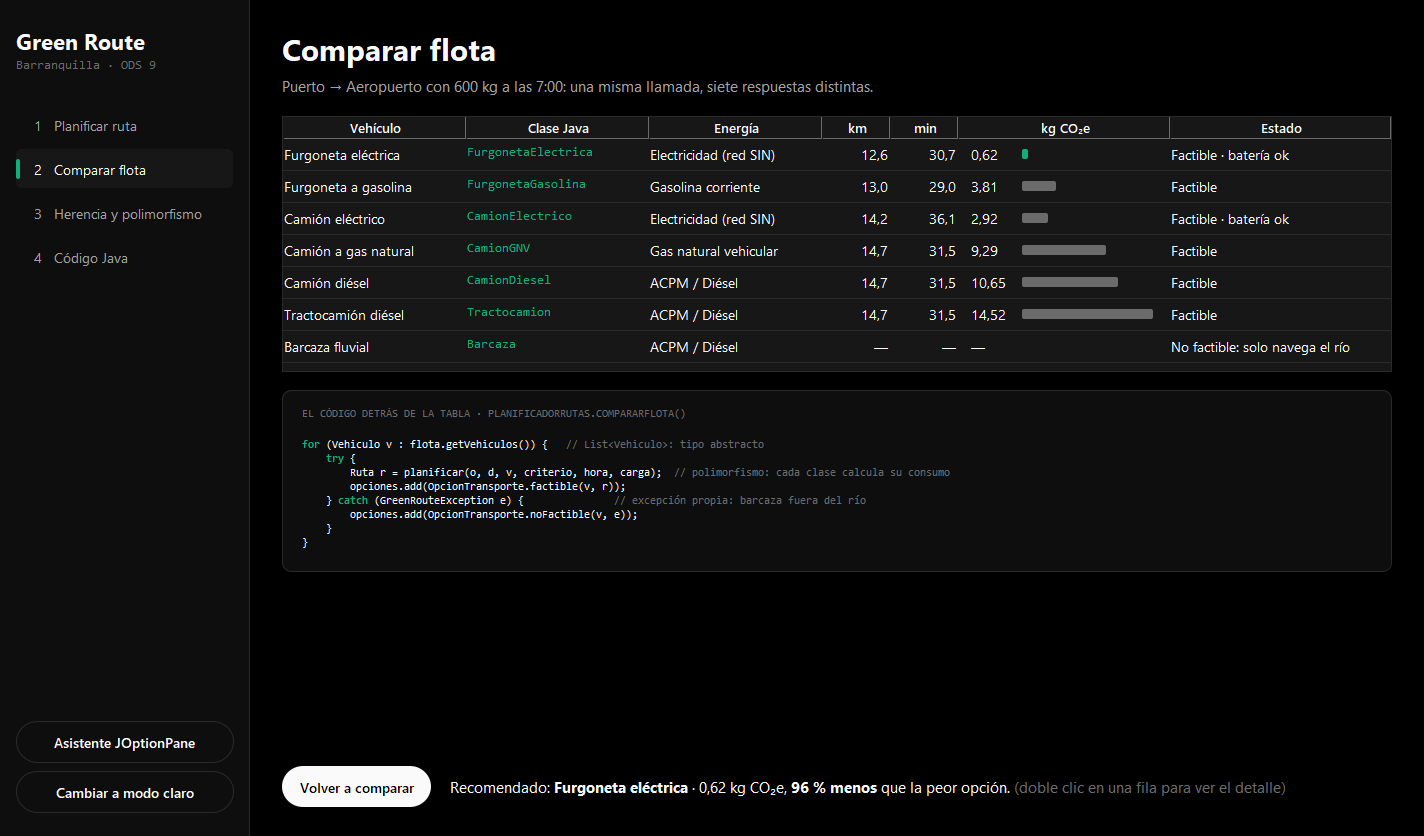 Green Route
Barranquilla · ODS 9
1 Planificar ruta
2 Comparar flota
3 Herencia y polimorfismo
4 Código Java
Asistente JOptionPane
Cambiar a modo claro
Comparar flota
Puerto → Aeropuerto con 600 kg a las 7:00: una misma llamada, siete respuestas distintas.
Vehículo Clase Java Energía km min kg CO₂e Estado
Furgoneta eléctrica FurgonetaElectrica Electricidad (red SIN) 12,6 30,7 0,62 Factible · batería ok
Furgoneta a gasolina FurgonetaGasolina Gasolina corriente 13,0 29,0 3,81 Factible
Camión eléctrico CamionElectrico Electricidad (red SIN) 14,2 36,1 2,92 Factible · batería ok
Camión a gas natural CamionGNV Gas natural vehicular 14,7 31,5 9,29 Factible
Camión diésel CamionDiesel ACPM / Diésel 14,7 31,5 10,65 Factible
Tractocamión diésel Tractocamion ACPM / Diésel 14,7 31,5 14,52 Factible
Barcaza fluvial Barcaza ACPM / Diésel — — — No factible: solo navega el río
EL CÓDIGO DETRÁS DE LA TABLA · PLANIFICADORRUTAS.COMPARARFLOTA()
for (Vehiculo v : flota.getVehiculos()) {   // List<Vehiculo>: tipo abstracto
    try {
        Ruta r = planificar(o, d, v, criterio, hora, carga);  // polimorfismo: cada clase calcula su consumo
        opciones.add(OpcionTransporte.factible(v, r));
    } catch (GreenRouteException e) {               // excepción propia: barcaza fuera del río
        opciones.add(OpcionTransporte.noFactible(v, e));
    }
}
Volver a comparar
Recomendado: Furgoneta eléctrica · 0,62 kg CO₂e, 96 % menos que la peor opción. (doble clic en una fila para ver el detalle)